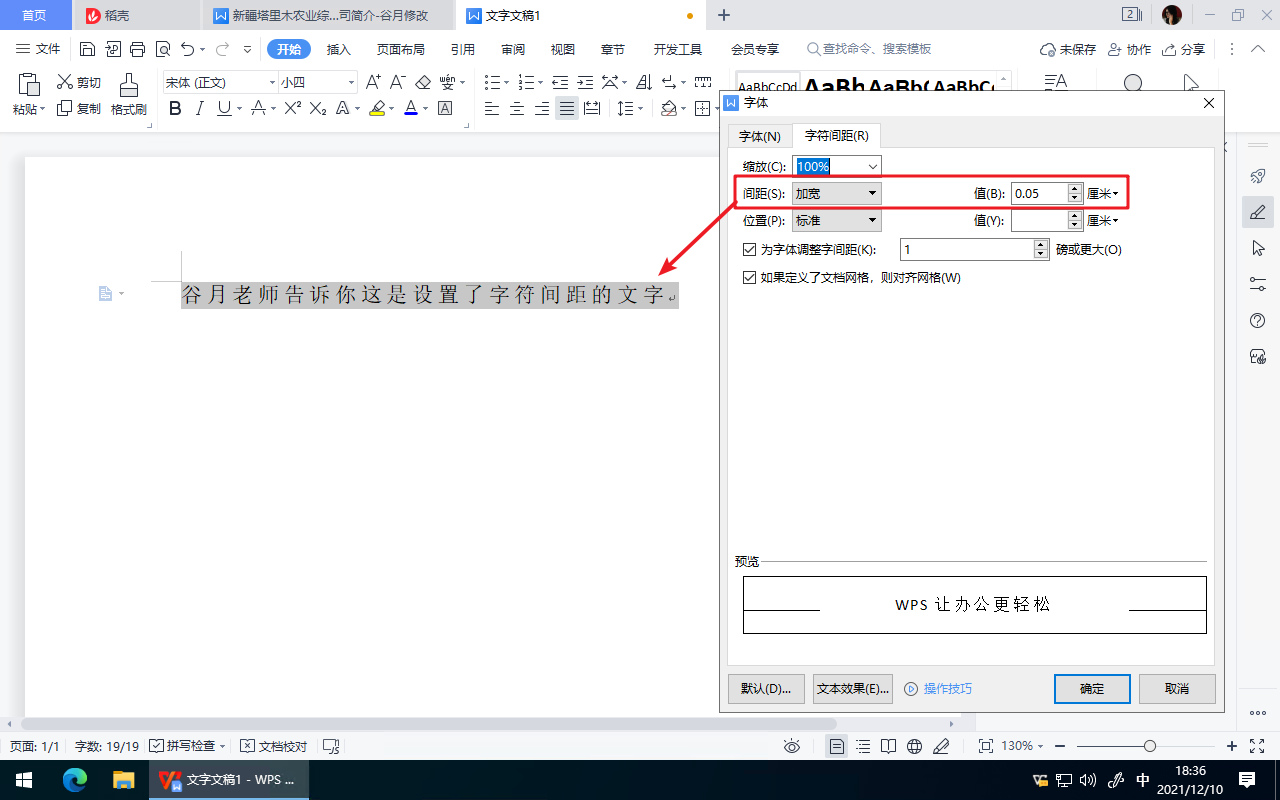 首页
稻壳
新疆塔里木农业综...司简介-谷月修改
文字文稿1
2
文件
开始
插入
页面布局
引用
审阅
视图
章节
开发工具
会员专享
查找命令、搜索模板
未保存
协作
分享
粘贴
剪切
复制
格式刷
宋体 (正文)
小四
AaBbCcDd
字体
字体(N)
字符间距(R)
缩放(C): 100%
间距(S): 加宽 值(B): 0.05 厘米
位置(P): 标准 值(Y): 厘米
为字体调整字间距(K): 1 磅或更大(O)
如果定义了文档网格，则对齐网格(W)
谷月老师告诉你这是设置了字符间距的文字
预览
WPS 让办公更轻松
默认(D)...
文本效果(E)...
操作技巧
确定
取消
页面: 1/1
字数: 19/19
拼写检查
文档校对
130%
文字文稿1 - WPS ...
中
18:36
2021/12/10